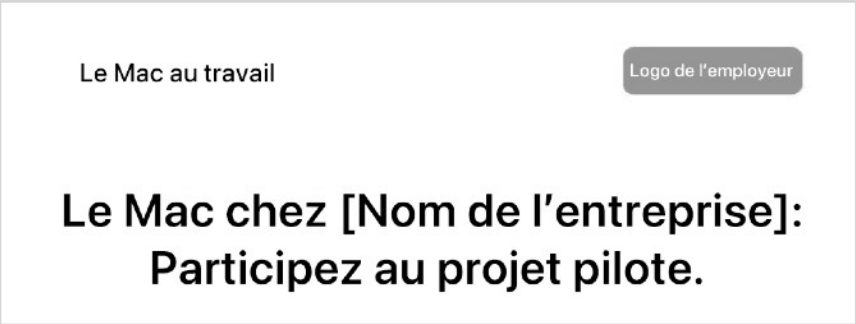 Le Mac au travail
Logo de l'employeur
Le Mac chez [Nom de l'entreprise]:
Participez au projet pilote.